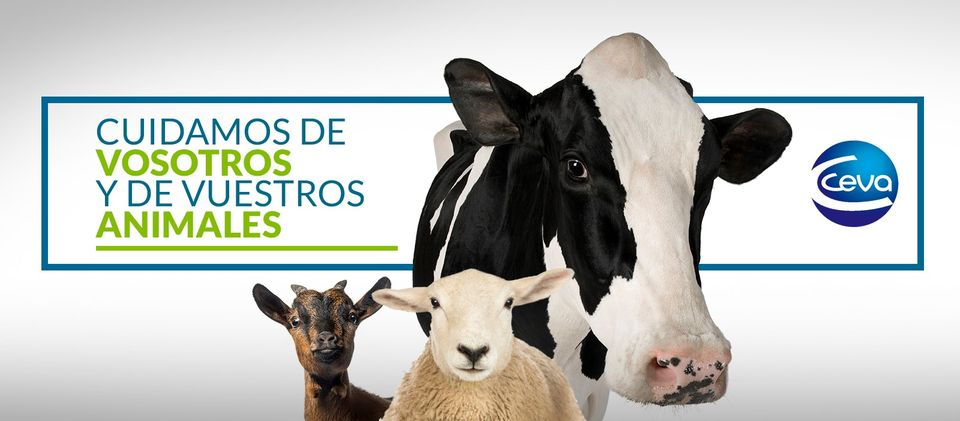 CUIDAMOS DE
VOSOTROS
Y DE VUESTROS
ANIMALES
Ceva